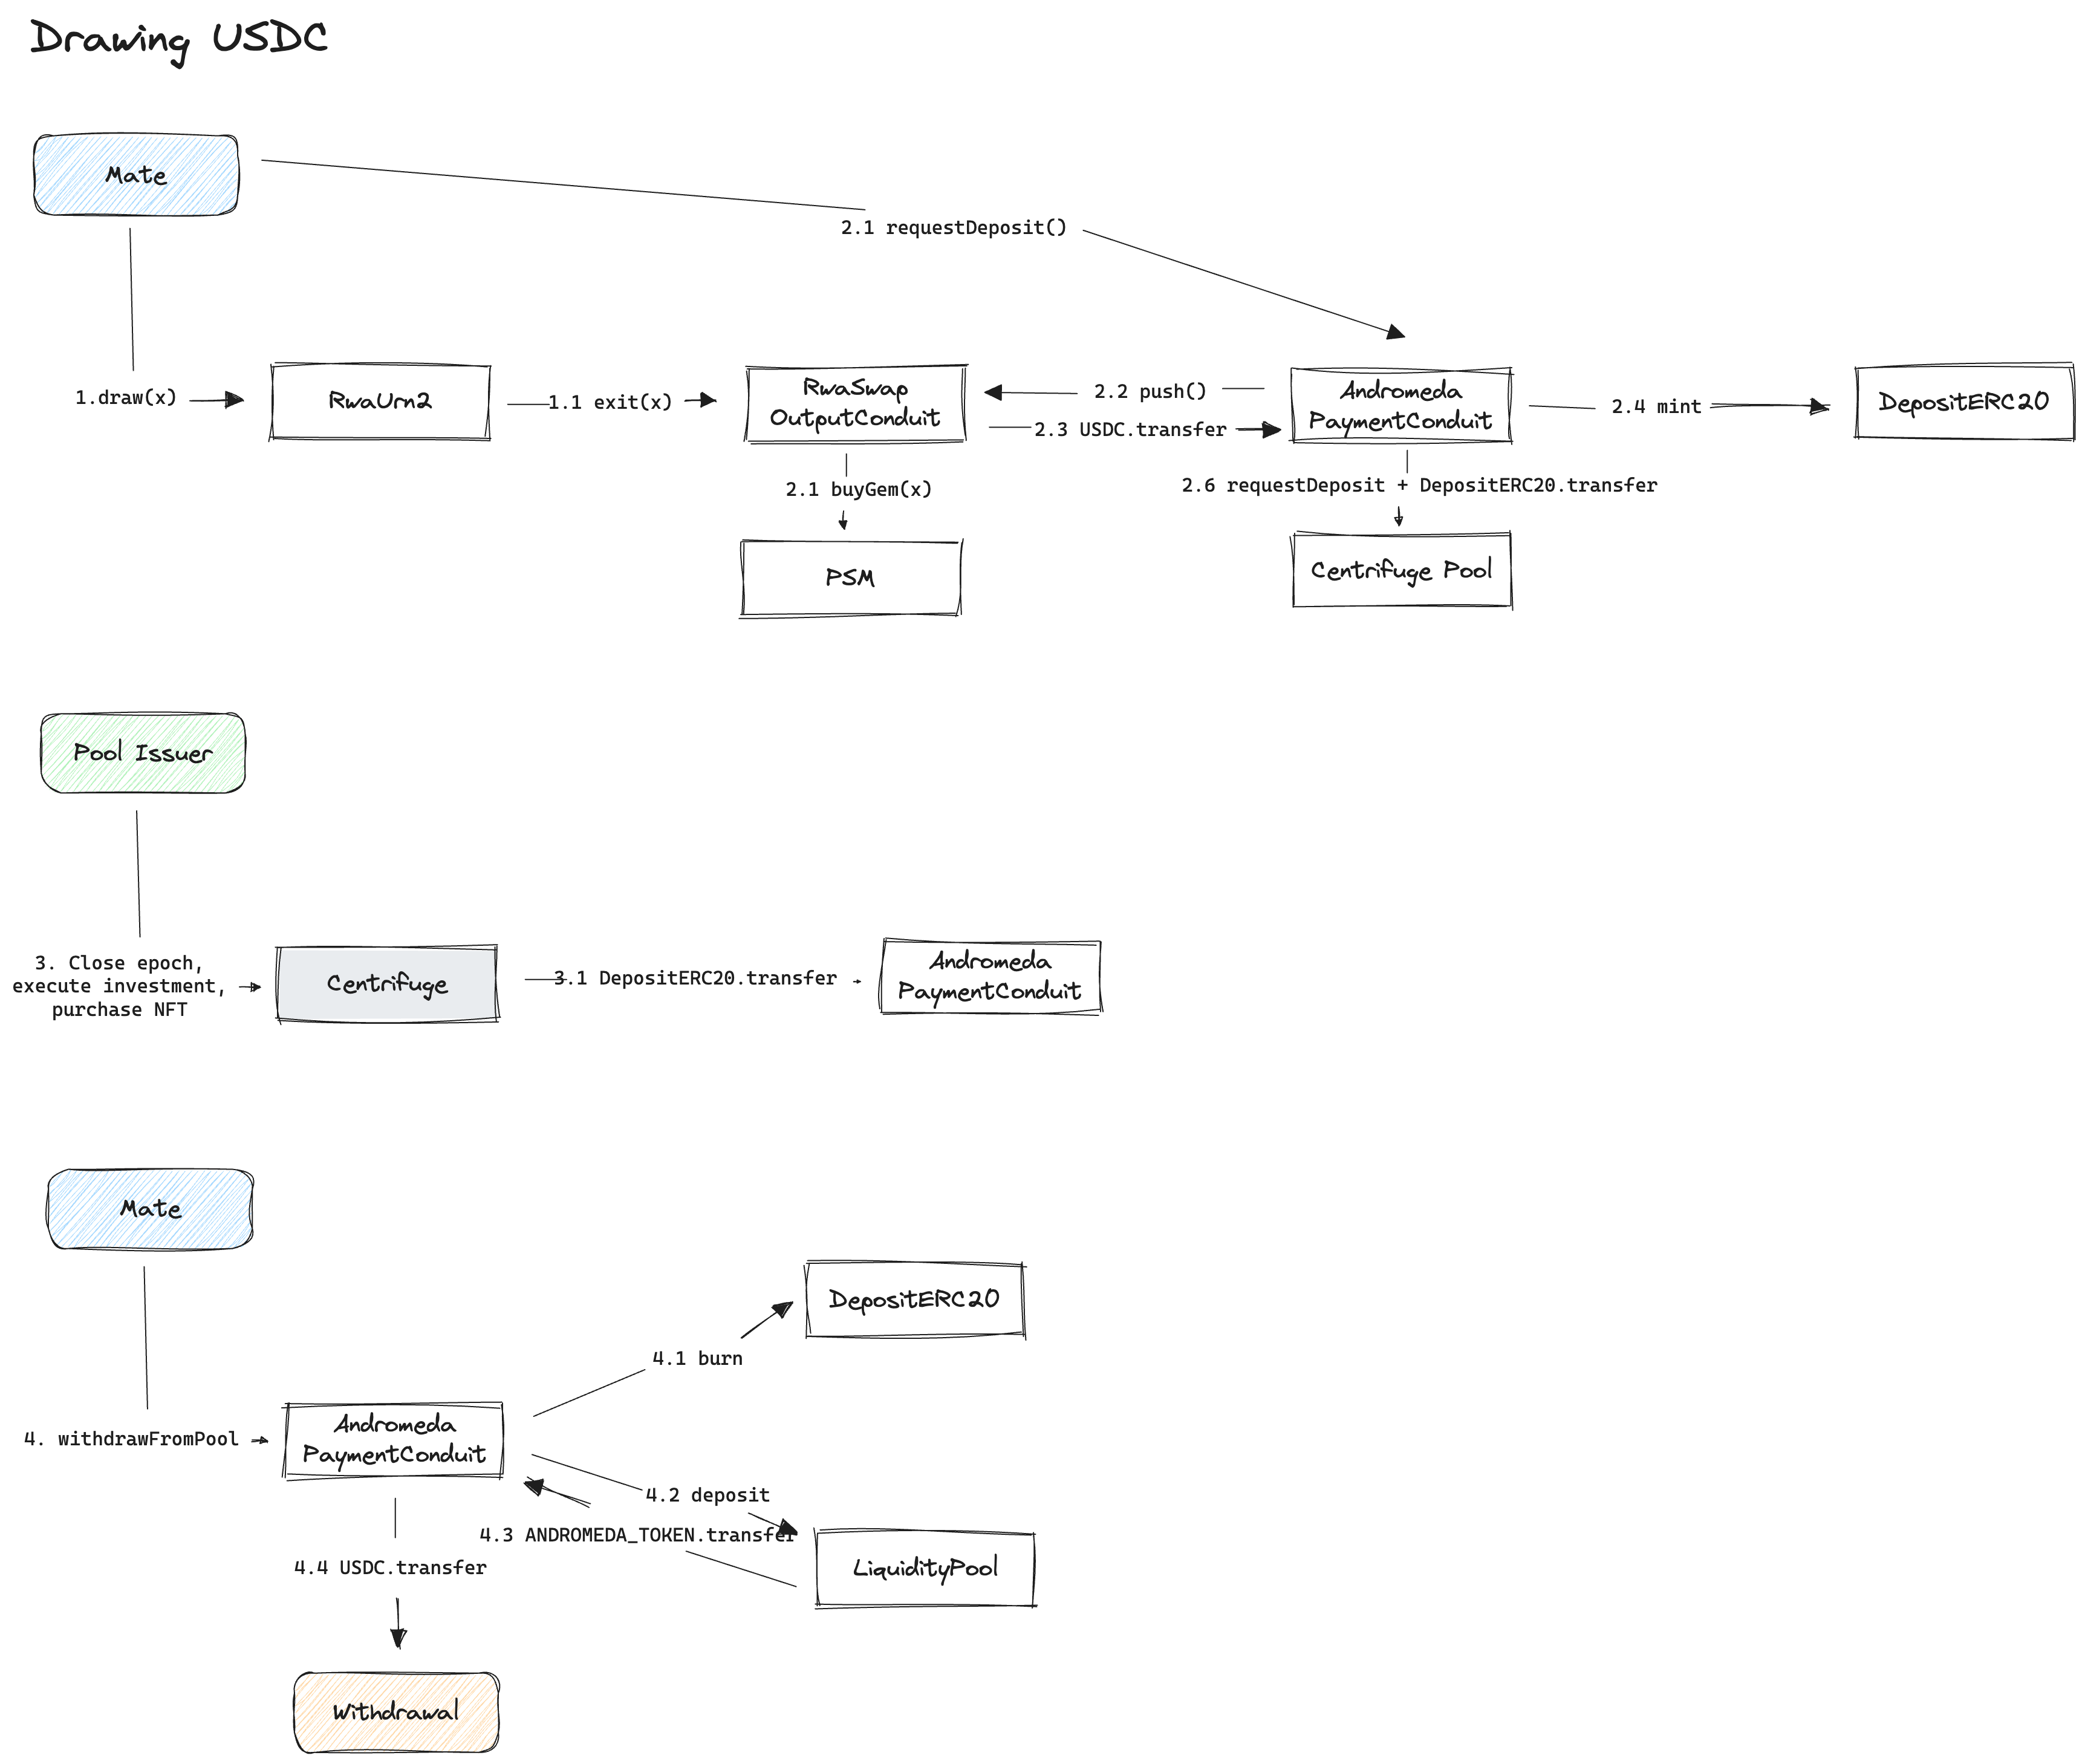 Drawing USDC
Mate
2.1 requestDeposit()
1.draw(x)
RwaUrn2
1.1 exit(x)
RwaSwap
OutputConduit
2.2 push()
2.3 USDC.transfer
Andromeda
PaymentConduit
2.4 mint
DepositERC20
2.1 buyGem(x)
2.6 requestDeposit + DepositERC20.transfer
PSM
Centrifuge Pool
Pool Issuer
3. Close epoch,
execute investment,
purchase NFT
Centrifuge
3.1 DepositERC20.transfer
Andromeda
PaymentConduit
Mate
DepositERC20
4.1 burn
4. withdrawFromPool
Andromeda
PaymentConduit
4.2 deposit
4.3 ANDROMEDA_TOKEN.transfer
4.4 USDC.transfer
LiquidityPool
Withdrawal